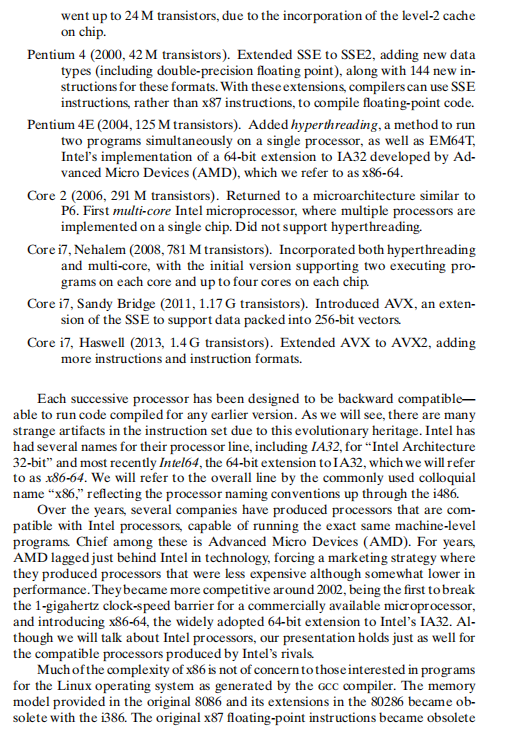 went up to 24 M transistors, due to the incorporation of the level-2 cache
on chip.
Pentium 4 (2000, 42 M transistors). Extended SSE to SSE2, adding new data
types (including double-precision floating point), along with 144 new in-
structions for these formats. With these extensions, compilers can use SSE
instructions, rather than x87 instructions, to compile floating-point code.
Pentium 4E (2004, 125 M transistors). Added hyperthreading, a method to run
two programs simultaneously on a single processor, as well as EM64T,
Intel's implementation of a 64-bit extension to IA32 developed by Ad-
vanced Micro Devices (AMD), which we refer to as x86-64.
Core 2 (2006, 291 M transistors). Returned to a microarchitecture similar to
P6. First multi-core Intel microprocessor, where multiple processors are
implemented on a single chip. Did not support hyperthreading.
Core i7, Nehalem (2008, 781 M transistors). Incorporated both hyperthreading
and multi-core, with the initial version supporting two executing pro-
grams on each core and up to four cores on each chip.
Core i7, Sandy Bridge (2011, 1.17 G transistors). Introduced AVX, an exten-
sion of the SSE to support data packed into 256-bit vectors.
Core i7, Haswell (2013, 1.4 G transistors). Extended AVX to AVX2, adding
more instructions and instruction formats.
Each successive processor has been designed to be backward compatible—
able to run code compiled for any earlier version. As we will see, there are many
strange artifacts in the instruction set due to this evolutionary heritage. Intel has
had several names for their processor line, including IA32, for "Intel Architecture
32-bit" and most recently Intel64, the 64-bit extension to IA32, which we will refer
to as x86-64. We will refer to the overall line by the commonly used colloquial
name "x86," reflecting the processor naming conventions up through the i486.
Over the years, several companies have produced processors that are com-
patible with Intel processors, capable of running the exact same machine-level
programs. Chief among these is Advanced Micro Devices (AMD). For years,
AMD lagged just behind Intel in technology, forcing a marketing strategy where
they produced processors that were less expensive although somewhat lower in
performance. They became more competitive around 2002, being the first to break
the 1-gigahertz clock-speed barrier for a commercially available microprocessor,
and introducing x86-64, the widely adopted 64-bit extension to Intel's IA32. Al-
though we will talk about Intel processors, our presentation holds just as well for
the compatible processors produced by Intel's rivals.
Much of the complexity of x86 is not of concern to those interested in programs
for the Linux operating system as generated by the GCC compiler. The memory
model provided in the original 8086 and its extensions in the 80286 became ob-
solete with the i386. The original x87 floating-point instructions became obsolete